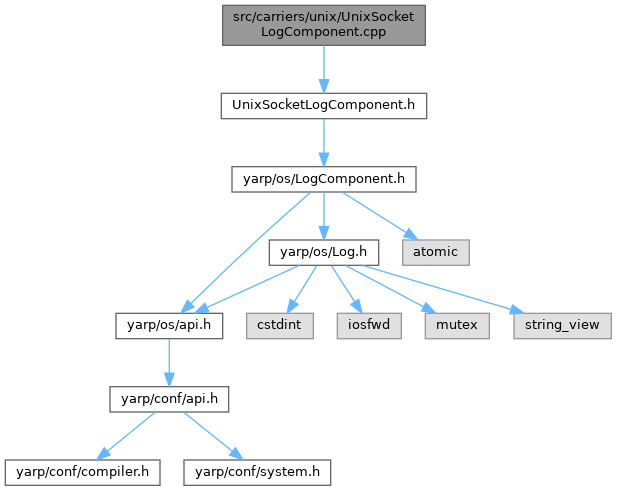 src/carriers/unix/UnixSocket
LogComponent.cpp
UnixSocketLogComponent.h
yarp/os/LogComponent.h
yarp/os/Log.h
atomic
yarp/os/api.h
cstdint
iosfwd
mutex
string_view
yarp/conf/api.h
yarp/conf/compiler.h
yarp/conf/system.h